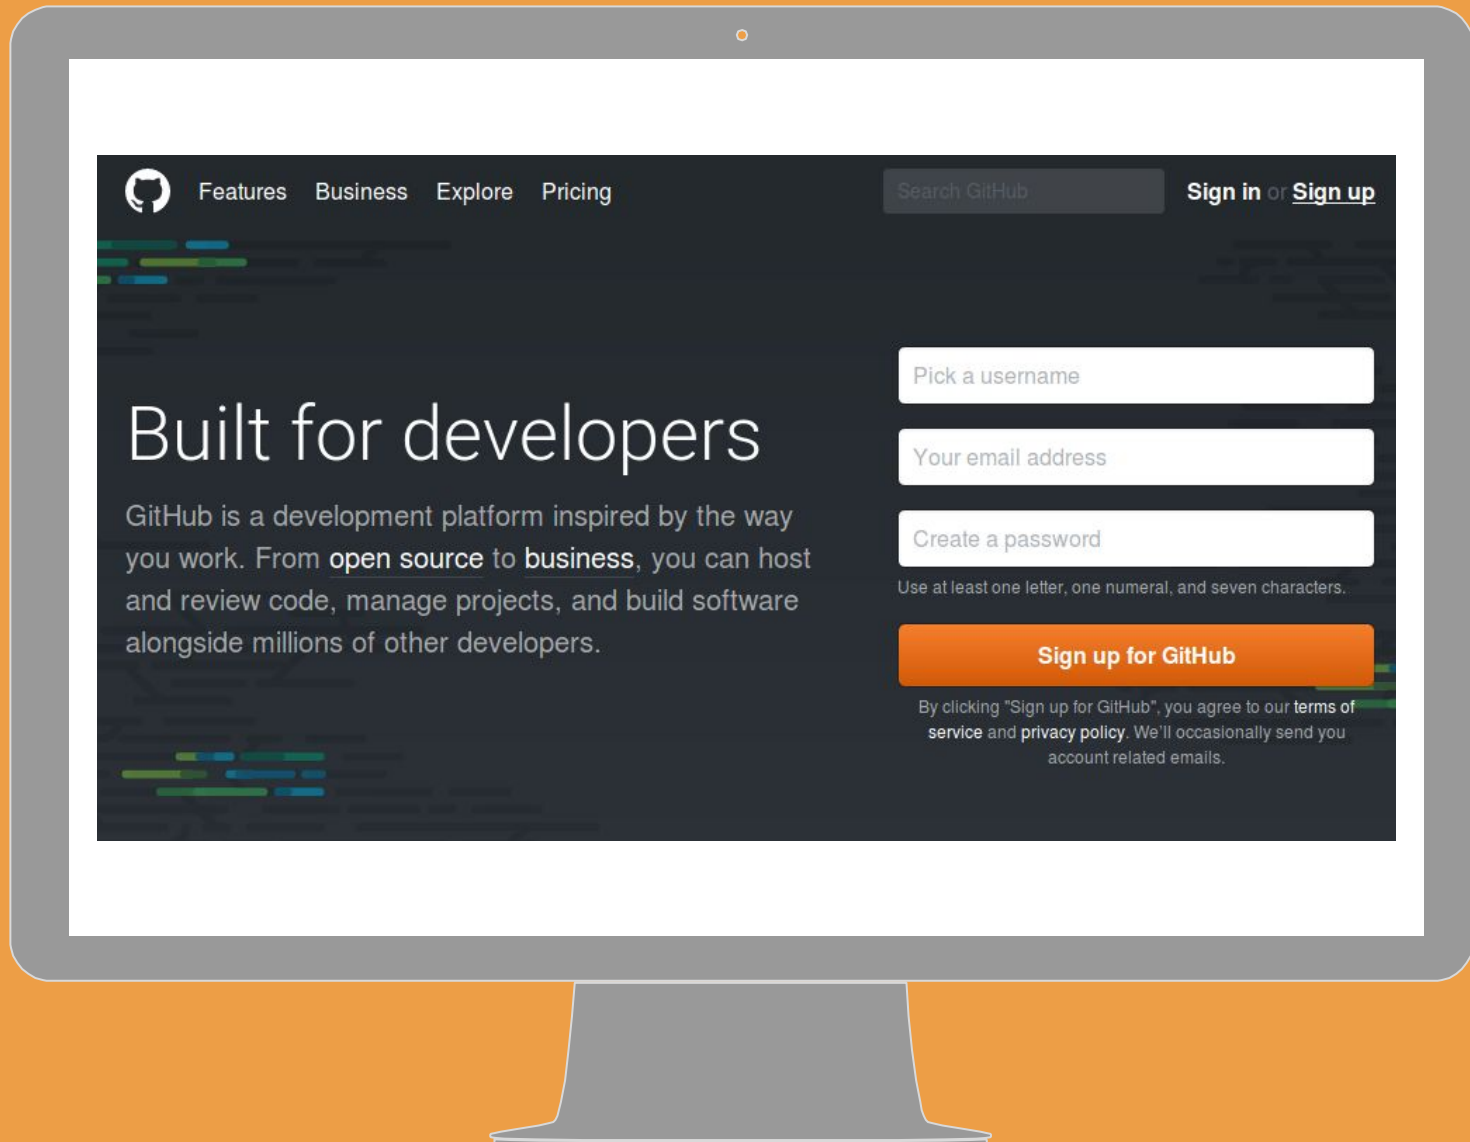 Features Business Explore Pricing Search GitHub Sign in or Sign up
Built for developers
GitHub is a development platform inspired by the way
you work. From open source to business, you can host
and review code, manage projects, and build software
alongside millions of other developers.
Pick a username
Your email address
Create a password
Use at least one letter, one numeral, and seven characters.
Sign up for GitHub
By clicking "Sign up for GitHub", you agree to our terms of
service and privacy policy. We'll occasionally send you
account related emails.